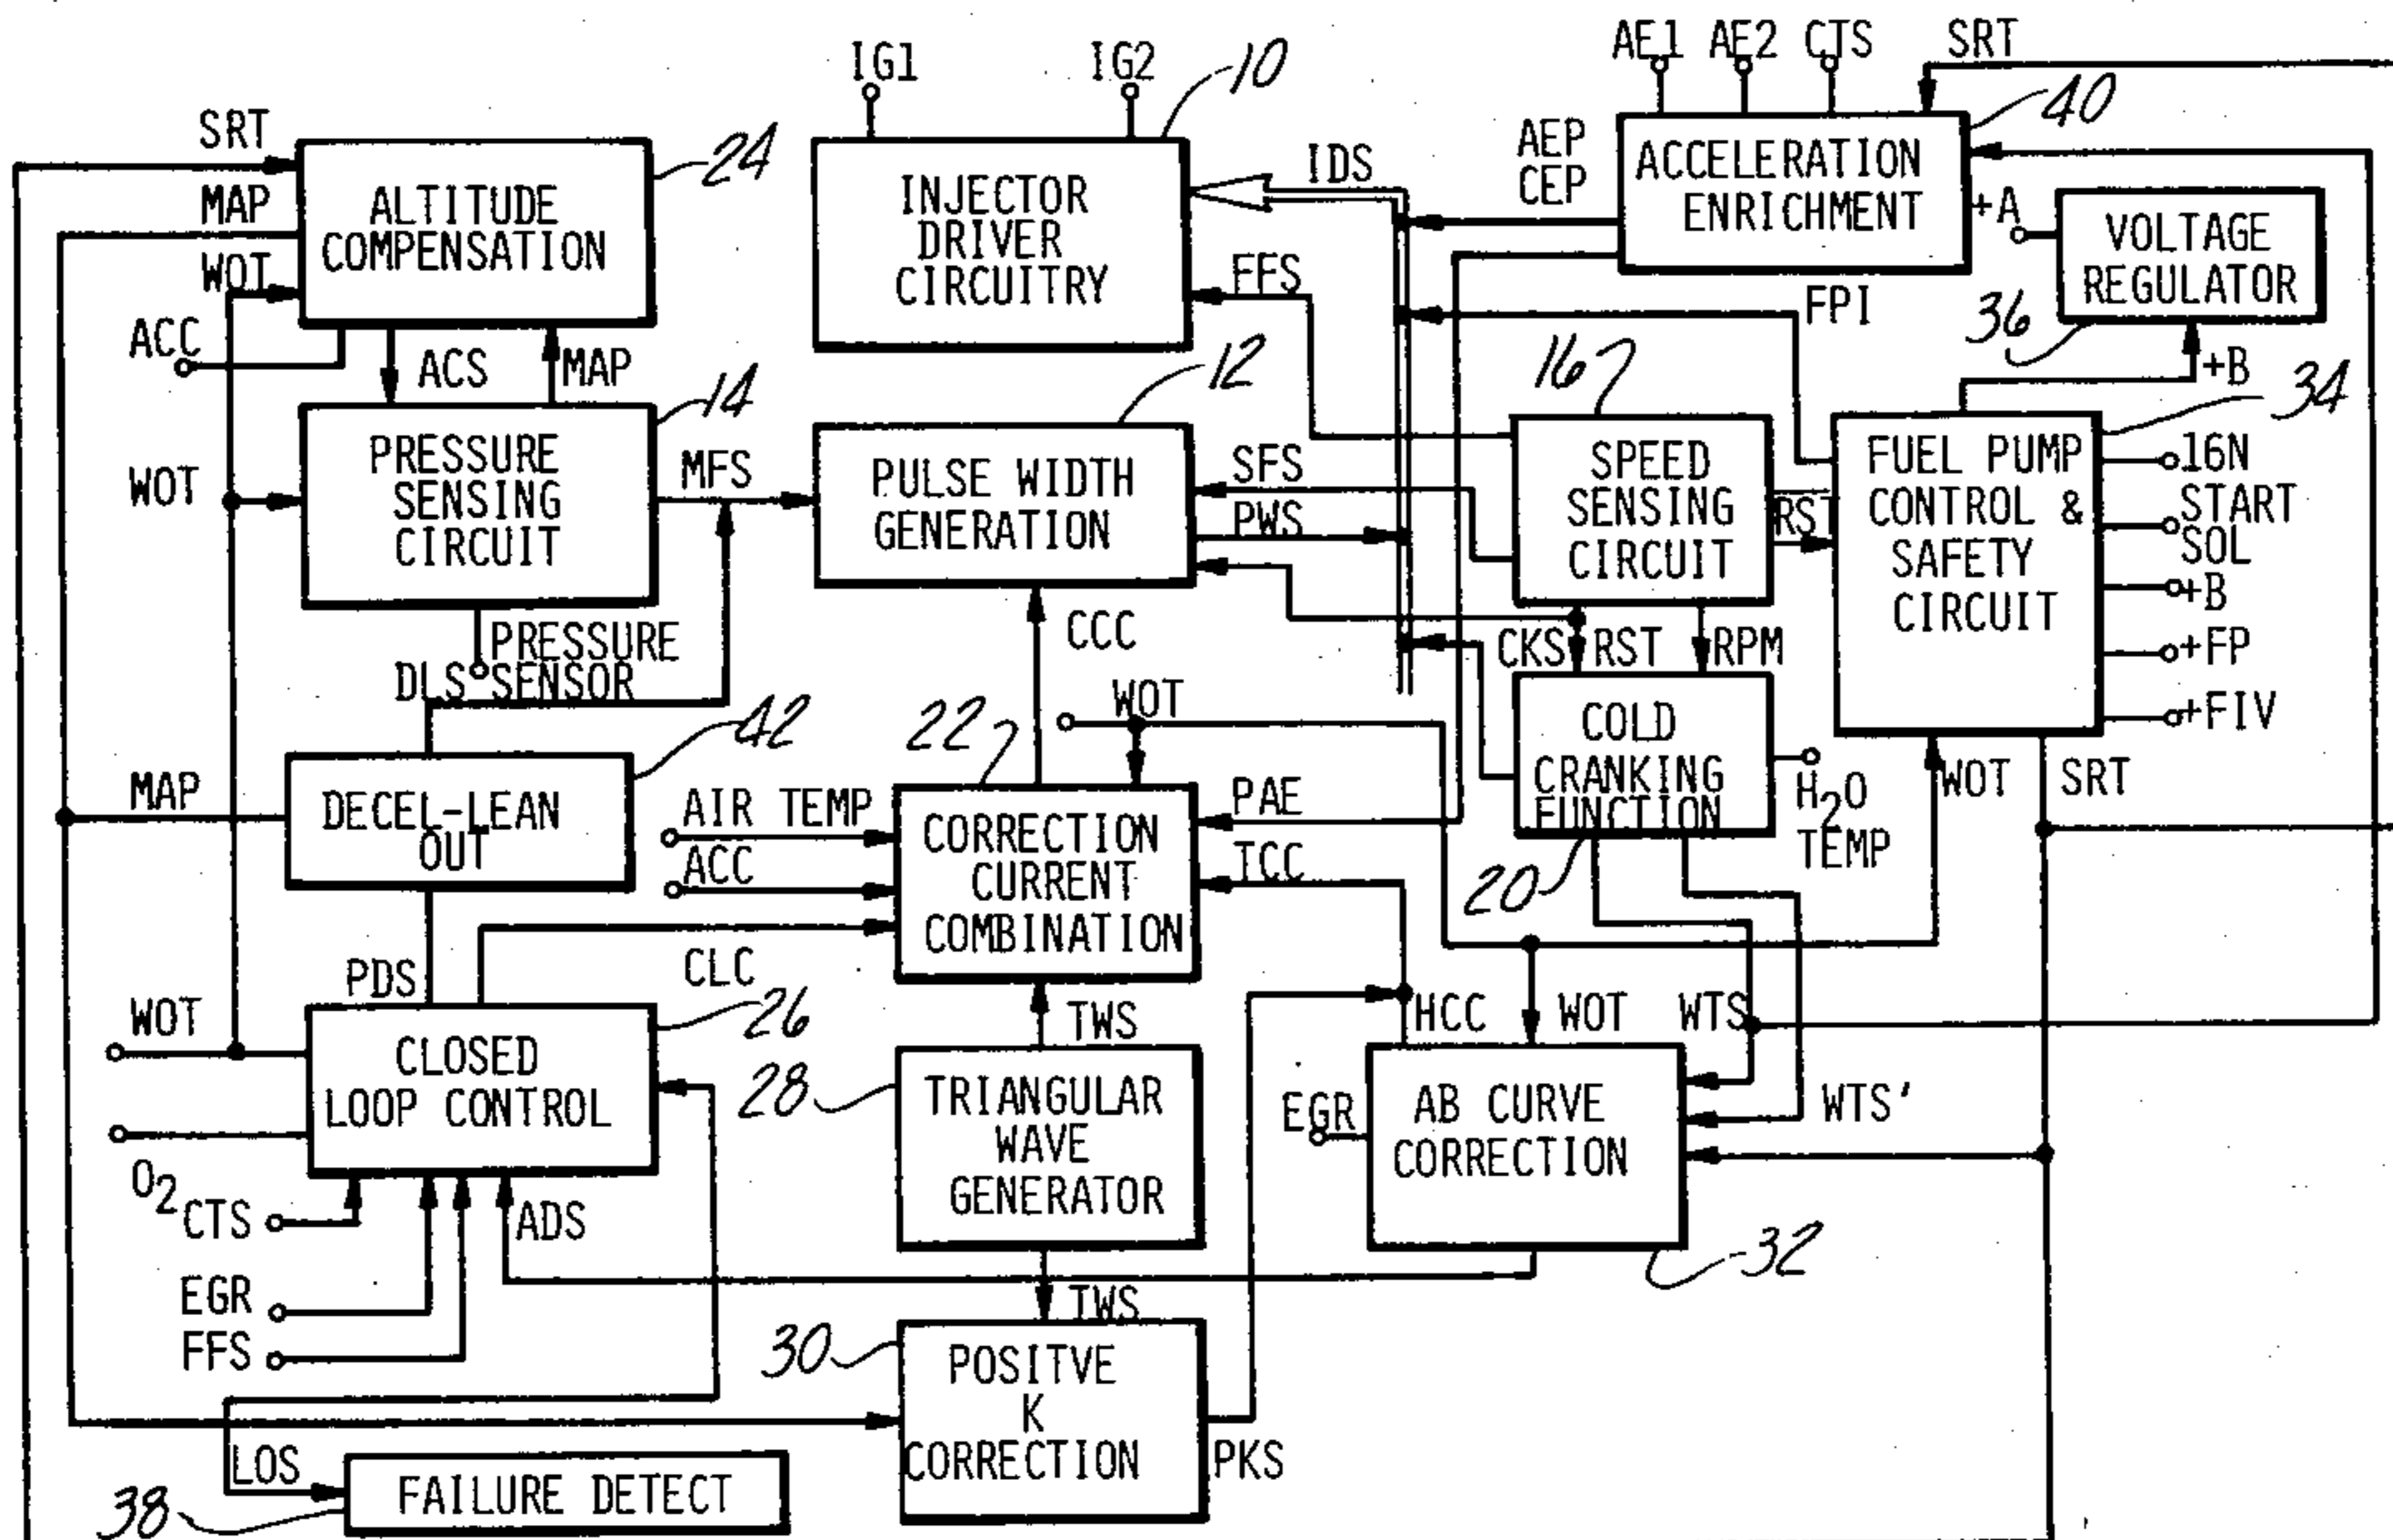 AE1 AE2 CTS SRT
IG1 IG2 10
40
SRT
24
ALTITUDE
COMPENSATION
MAP
WOT
ACC
ACS
MAP
INJECTOR
DRIVER
CIRCUITRY
IDS
FFS
AEP
CEP
ACCELERATION
ENRICHMENT
+A
VOLTAGE
REGULATOR
36
FPI
+B
34
14
PRESSURE
SENSING
CIRCUIT
WOT
MFS
12
PULSE WIDTH
GENERATION
SFS
PWS
16
SPEED
SENSING
CIRCUIT
RST
FUEL PUMP
CONTROL &
SAFETY
CIRCUIT
16N
START
SOL
+B
+FP
+FIV
PRESSURE
SENSOR
DLS
CCC
CKS RST RPM
COLD
CRANKING
FUNCTION
20
H2O
TEMP
WOT
SRT
42
MAP
DECEL-LEAN
OUT
22
WOT
AIR TEMP
ACC
CORRECTION
CURRENT
COMBINATION
PAE
TCC
PDS
CLC
WOT
26
CLOSED
LOOP CONTROL
O2
CTS
EGR
FFS
ADS
TWS
28
TRIANGULAR
WAVE
GENERATOR
HCC WOT WTS
EGR
AB CURVE
CORRECTION
WTS'
32
TWS
30
POSITVE
K
CORRECTION
PKS
LOS
38
FAILURE DETECT